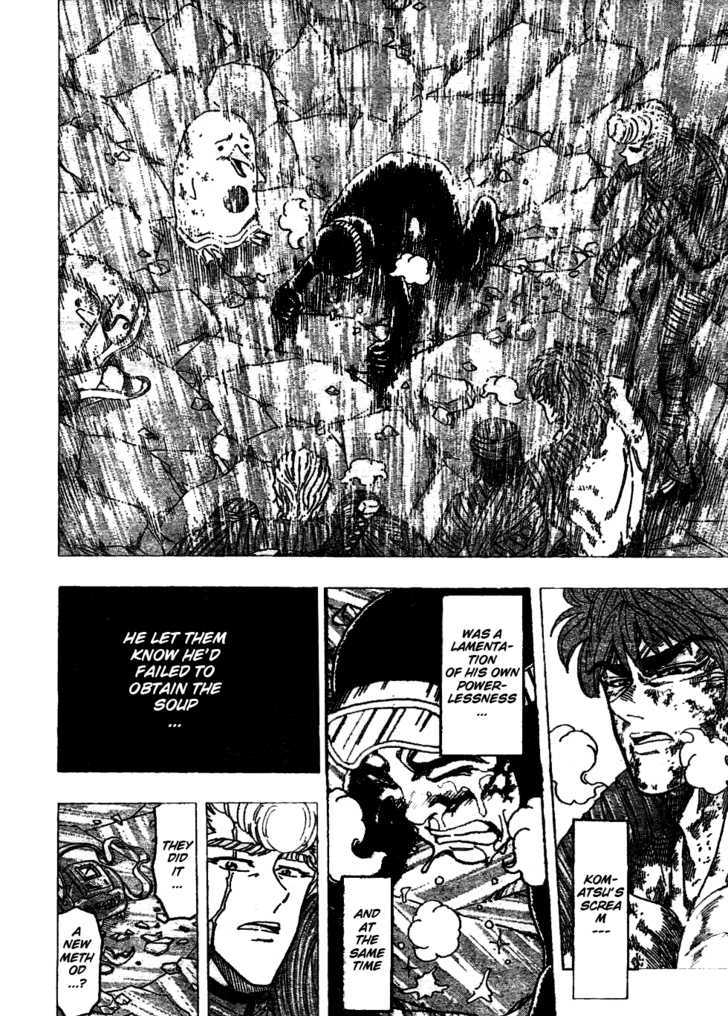 KOM-
ATSU'S
SCREA
M
---
WAS A
LAMENTA-
TION
OF HIS OWN
POWER-
LESSNESS
...
AND
AT THE
SAME
TIME
HE LET THEM
KNOW HE'D
FAILED TO
OBTAIN THE
SOUP
...
THEY
DID
IT
...
A
NEW
METH
OD
...?